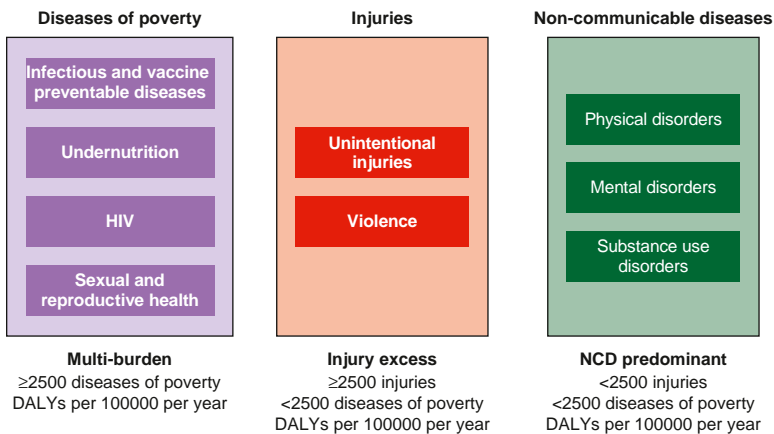 Diseases of poverty
Infectious and vaccine
preventable diseases
Undernutrition
HIV
Sexual and
reproductive health
Multi-burden
≥2500 diseases of poverty
DALYs per 100000 per year
Injuries
Unintentional
injuries
Violence
Injury excess
≥2500 injuries
<2500 diseases of poverty
DALYs per 100000 per year
Non-communicable diseases
Physical disorders
Mental disorders
Substance use
disorders
NCD predominant
<2500 injuries
<2500 diseases of poverty
DALYs per 100000 per year